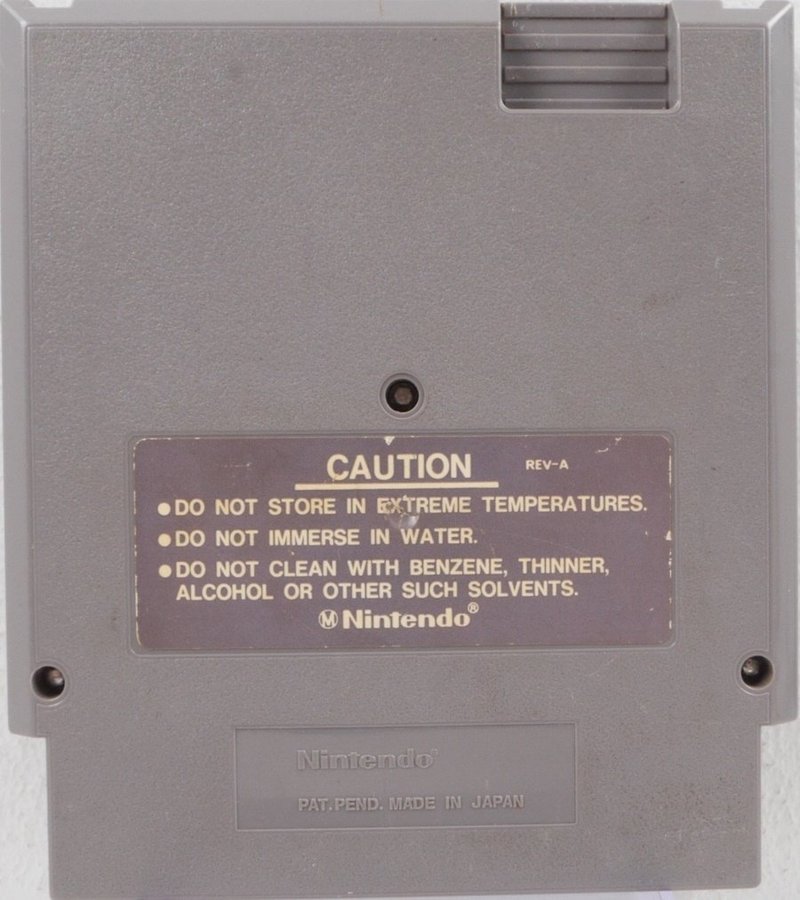 CAUTION REV-A
●DO NOT STORE IN EXTREME TEMPERATURES.
●DO NOT IMMERSE IN WATER.
●DO NOT CLEAN WITH BENZENE, THINNER,
ALCOHOL OR OTHER SUCH SOLVENTS.
Ⓜ Nintendo®
Nintendo®
PAT.PEND. MADE IN JAPAN